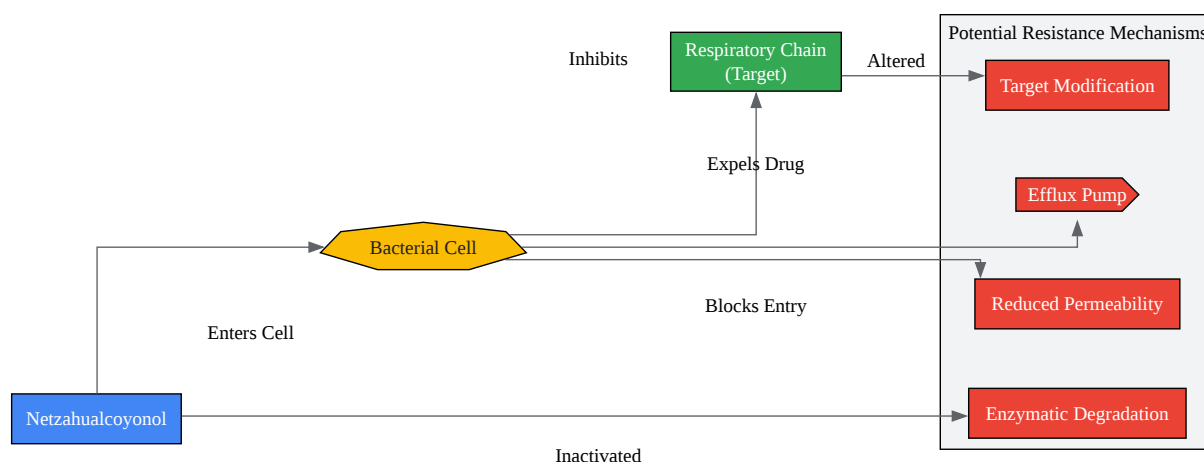 Potential Resistance Mechanisms
Inhibits
Respiratory Chain
(Target)
Altered
Target Modification
Expels Drug
Efflux Pump
Bacterial Cell
Blocks Entry
Reduced Permeability
Enters Cell
Netzahualcoyonol
Enzymatic Degradation
Inactivated